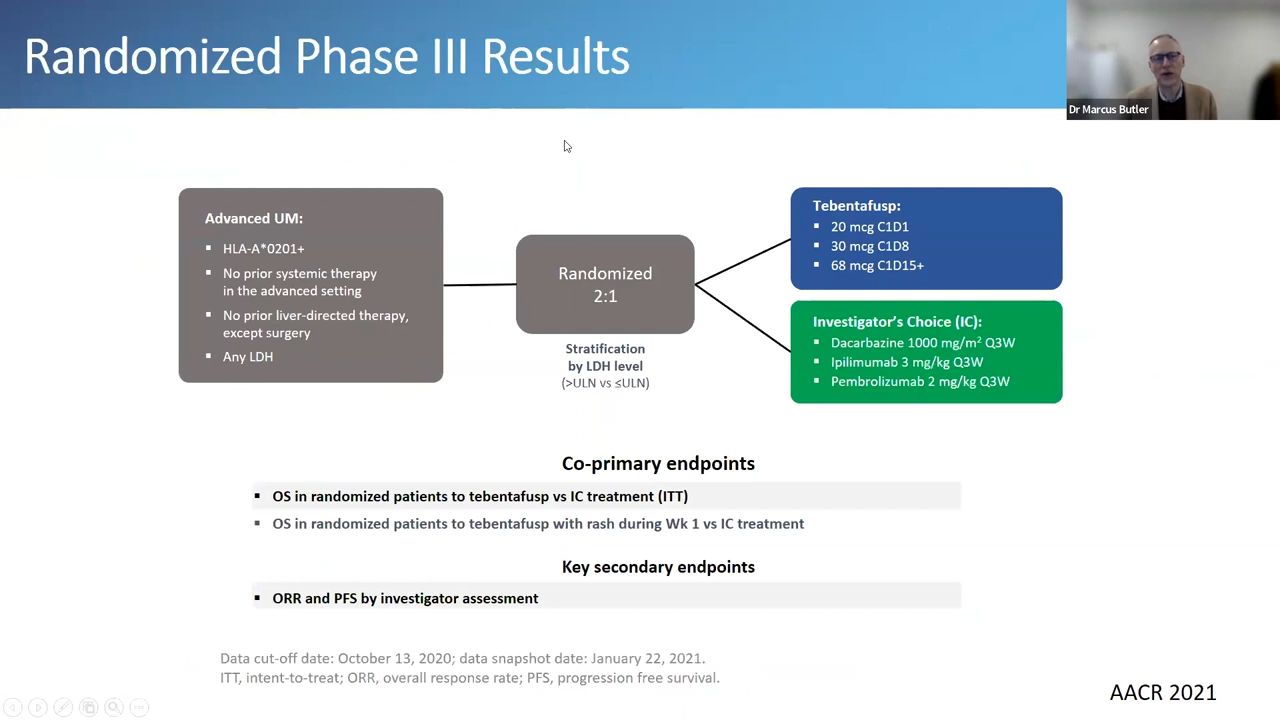 Randomized Phase III Results
Dr Marcus Butler
Advanced UM:
▪ HLA-A*0201+
▪ No prior systemic therapy
in the advanced setting
▪ No prior liver-directed therapy,
except surgery
▪ Any LDH
Randomized
2:1
Stratification
by LDH level
(>ULN vs ≤ULN)
Tebentafusp:
▪ 20 mcg C1D1
▪ 30 mcg C1D8
▪ 68 mcg C1D15+
Investigator's Choice (IC):
▪ Dacarbazine 1000 mg/m² Q3W
▪ Ipilimumab 3 mg/kg Q3W
▪ Pembrolizumab 2 mg/kg Q3W
Co-primary endpoints
▪ OS in randomized patients to tebentafusp vs IC treatment (ITT)
▪ OS in randomized patients to tebentafusp with rash during Wk 1 vs IC treatment
Key secondary endpoints
▪ ORR and PFS by investigator assessment
Data cut-off date: October 13, 2020; data snapshot date: January 22, 2021.
ITT, intent-to-treat; ORR, overall response rate; PFS, progression free survival.
AACR 2021